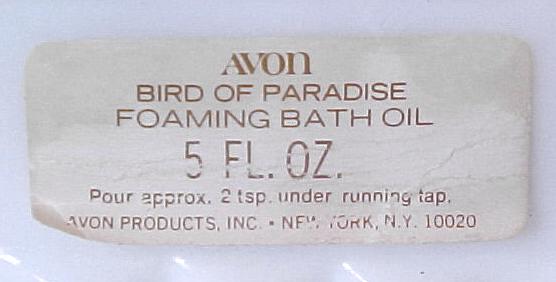 AVON
BIRD OF PARADISE
FOAMING BATH OIL
5 FL. OZ.
Pour approx. 2 tsp. under running tap.
AVON PRODUCTS, INC. • NEW YORK, N.Y. 10020